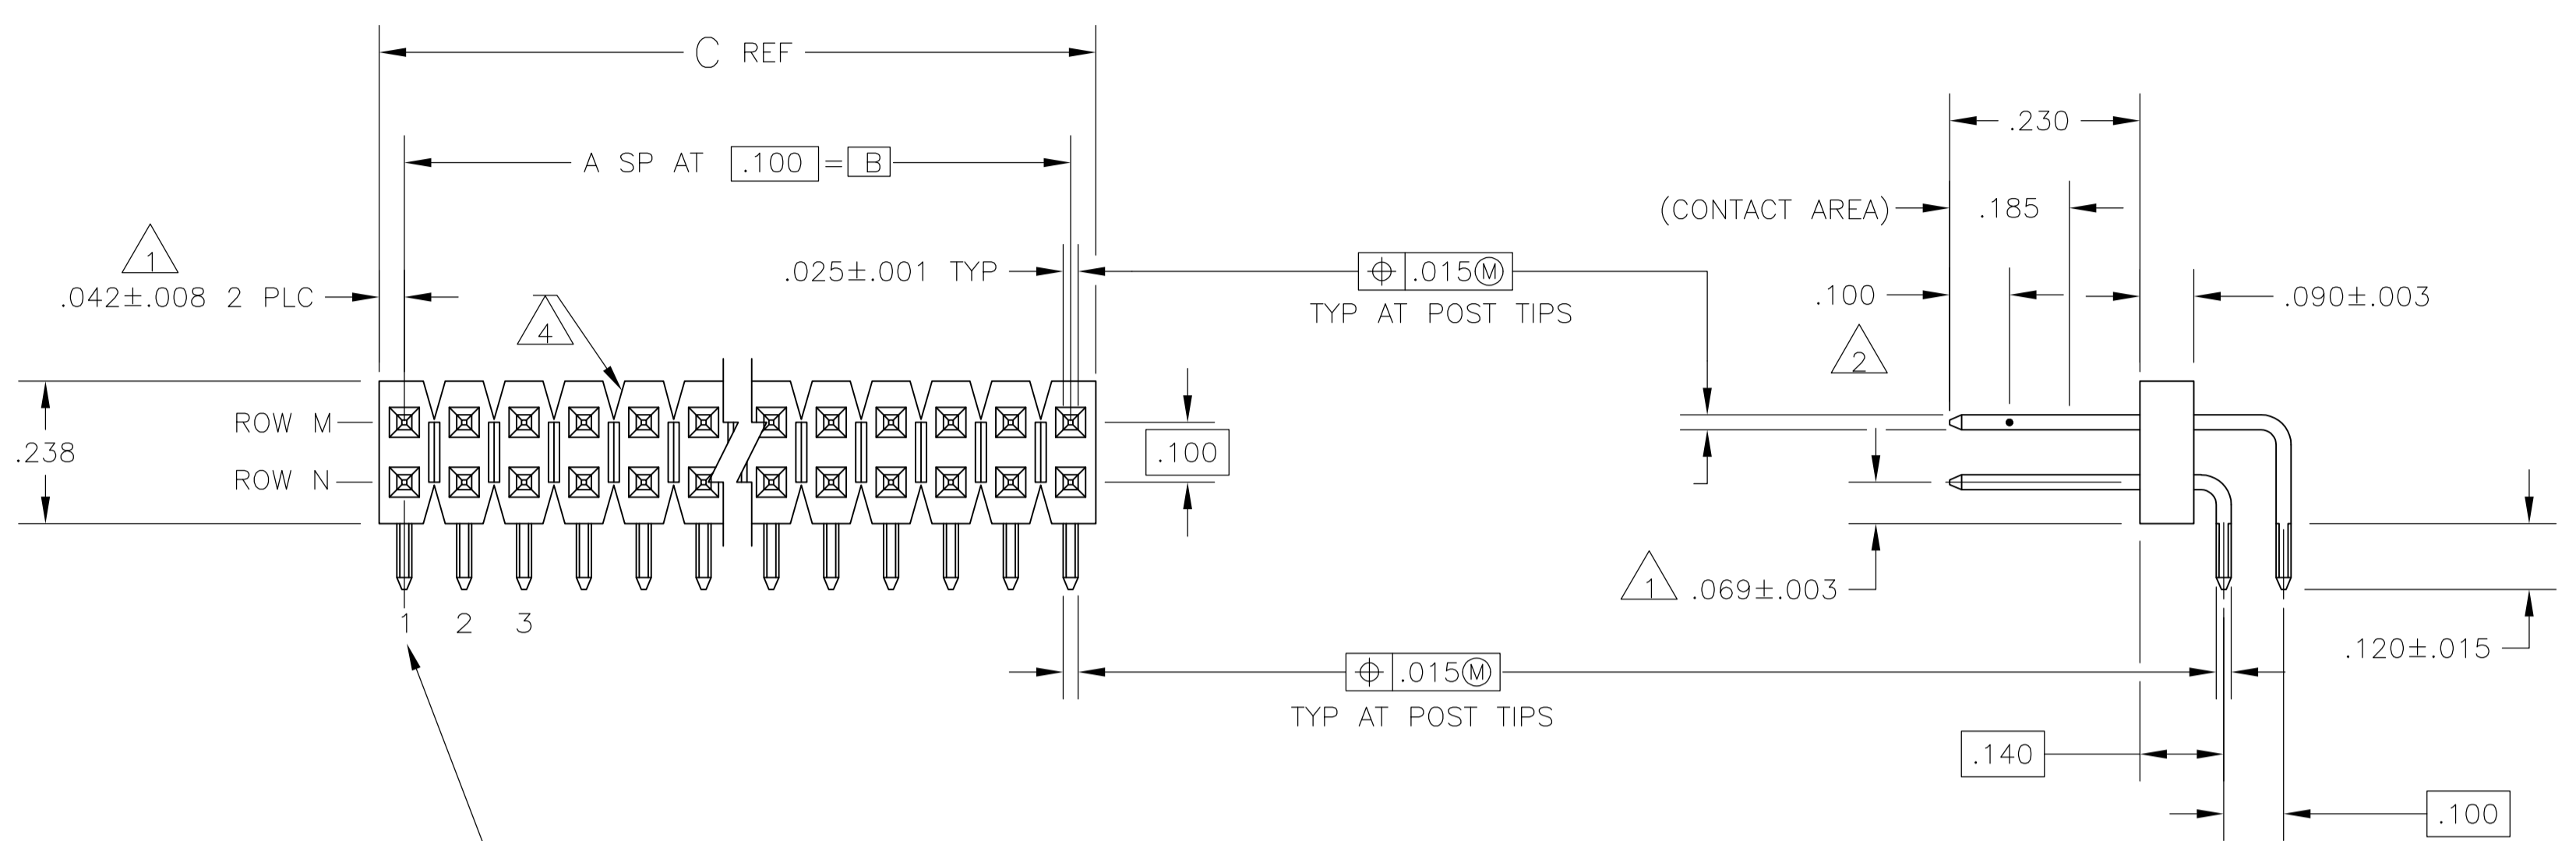 C REF
.230
A SP AT .100 = B
(CONTACT AREA)
.185
1
.042±.008 2 PLC
.025±.001 TYP
⌖ .015Ⓜ
TYP AT POST TIPS
.100
.090±.003
4
2
ROW M
.238
.100
ROW N
1 .069±.003
1 2 3
.120±.015
⌖ .015Ⓜ
TYP AT POST TIPS
.140
.100